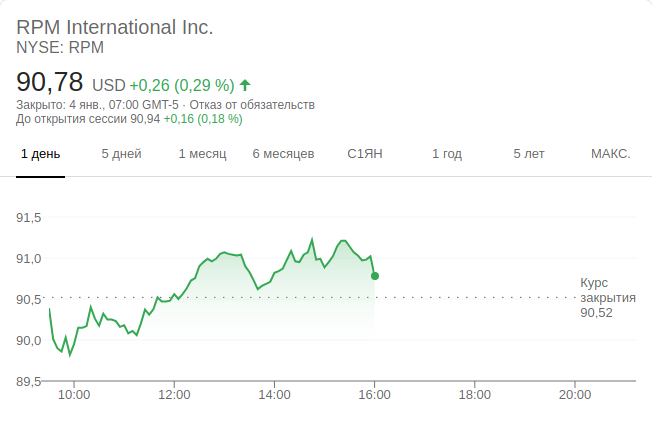 RPM International Inc.
NYSE: RPM
90,78 USD +0,26 (0,29 %)
Закрыто: 4 янв., 07:00 GMT-5 · Отказ от обязательств
До открытия сессии 90,94 +0,16 (0,18 %)
1 день 5 дней 1 месяц 6 месяцев С1ЯН 1 год 5 лет МАКС.
91,5
91,0
Курс
90,5 закрытия
90,52
90,0
89,5
10:00 12:00 14:00 16:00 18:00 20:00